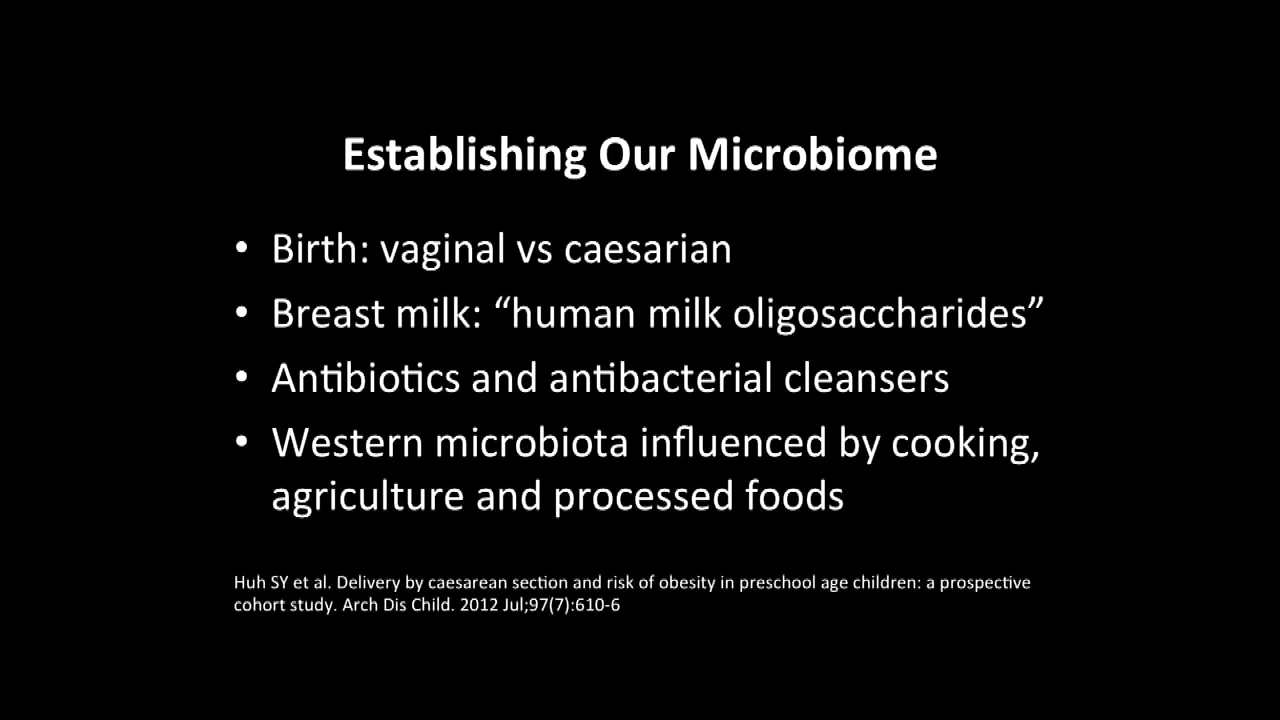 Establishing Our Microbiome
• Birth: vaginal vs caesarian
• Breast milk: “human milk oligosaccharides”
• Antibiotics and antibacterial cleansers
• Western microbiota influenced by cooking,
agriculture and processed foods
Huh SY et al. Delivery by caesarean section and risk of obesity in preschool age children: a prospective
cohort study. Arch Dis Child. 2012 Jul;97(7):610-6